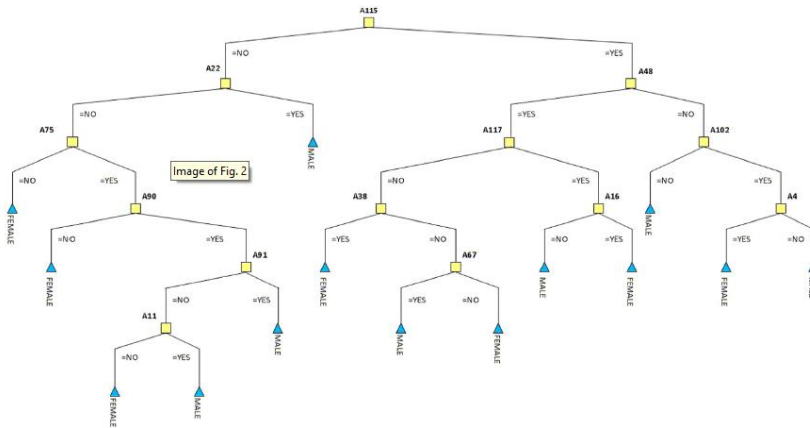 A115
=NO
=YES
A22
A48
=NO
=YES
=YES
=NO
A75
MALE
A117
A102
Image of Fig. 2
=NO
=YES
=NO
=YES
=NO
=YES
FEMALE
A90
A38
A16
MALE
A4
=NO
=YES
=YES
=NO
=NO
=YES
=YES
=NO
FEMALE
A91
FEMALE
A67
MALE
FEMALE
FEMALE
=NO
=YES
=YES
=NO
A11
MALE
MALE
FEMALE
=NO
=YES
FEMALE
MALE